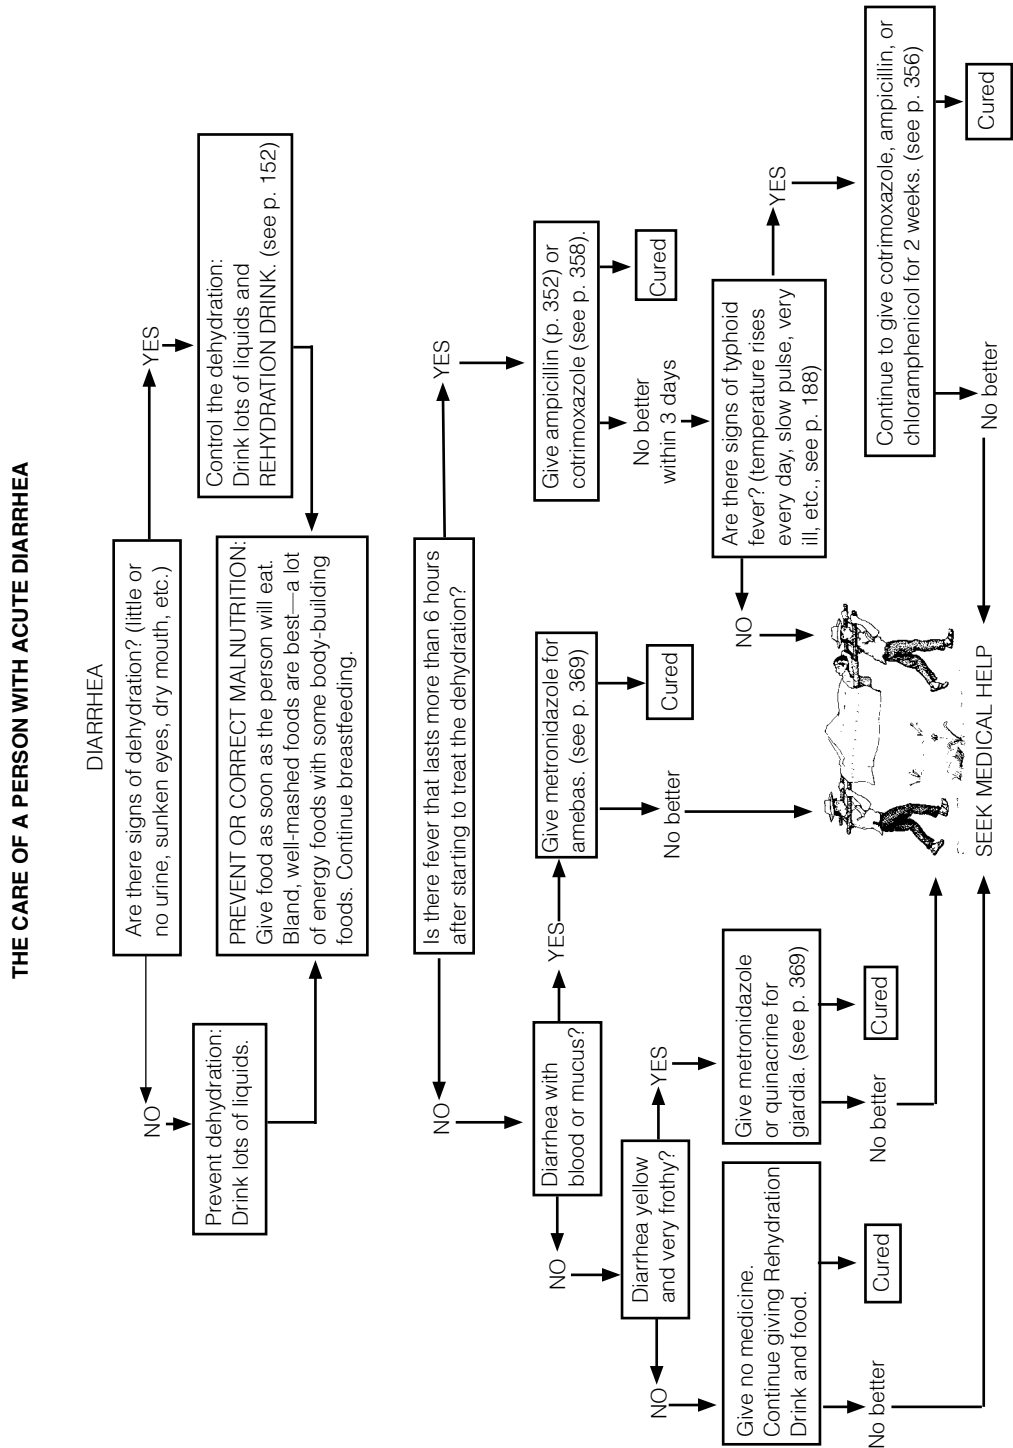 THE CARE OF A PERSON WITH ACUTE DIARRHEA
DIARRHEA
Are there signs of dehydration? (little or
no urine, sunken eyes, dry mouth, etc.)
NO
YES
Prevent dehydration:
Drink lots of liquids.
Control the dehydration:
Drink lots of liquids and
REHYDRATION DRINK. (see p. 152)
PREVENT OR CORRECT MALNUTRITION:
Give food as soon as the person will eat.
Bland, well-mashed foods are best—a lot
of energy foods with some body-building
foods. Continue breastfeeding.
Is there fever that lasts more than 6 hours
after starting to treat the dehydration?
NO
YES
Diarrhea with
blood or mucus?
YES
Give metronidazole for
amebas. (see p. 369)
No better
Cured
Give ampicillin (p. 352) or
cotrimoxazole (see p. 358).
No better
within 3 days
Cured
NO
Diarrhea yellow
and very frothy?
YES
NO
Give no medicine.
Continue giving Rehydration
Drink and food.
No better
Cured
Give metronidazole
or quinacrine for
giardia. (see p. 369)
No better
Cured
Are there signs of typhoid
fever? (temperature rises
every day, slow pulse, very
ill, etc., see p. 188)
NO
YES
Continue to give cotrimoxazole, ampicillin, or
chloramphenicol for 2 weeks. (see p. 356)
No better
Cured
SEEK MEDICAL HELP